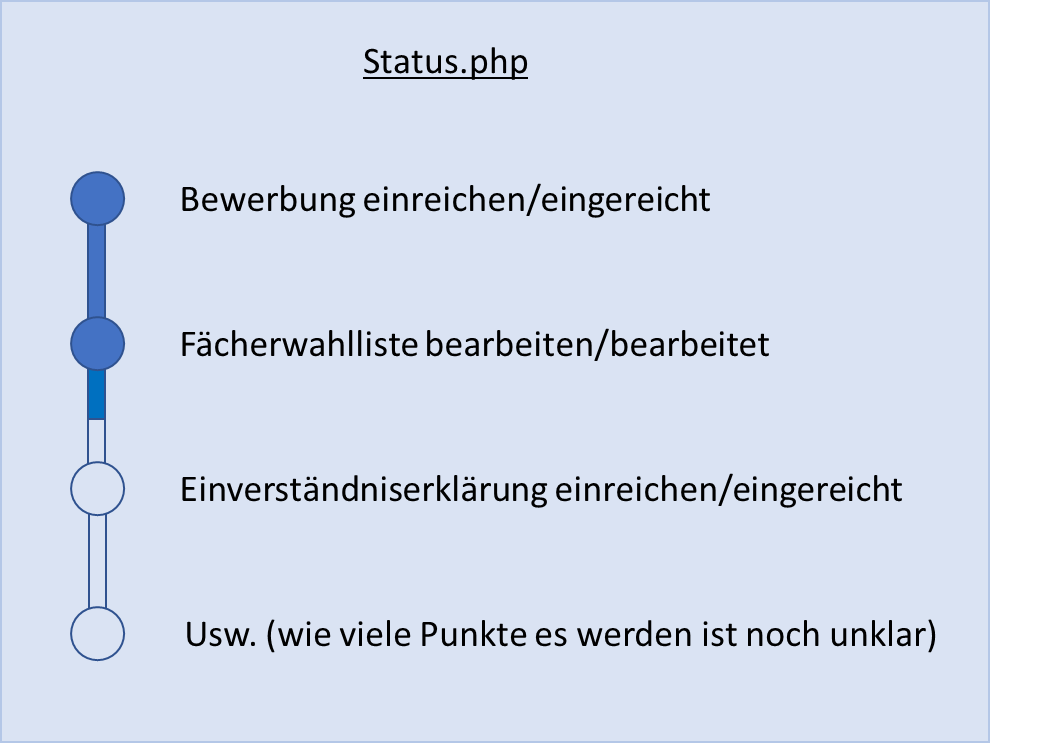 Status.php
Bewerbung einreichen/eingereicht
Fächerwahlliste bearbeiten/bearbeitet
Einverständniserklärung einreichen/eingereicht
Usw. (wie viele Punkte es werden ist noch unklar)